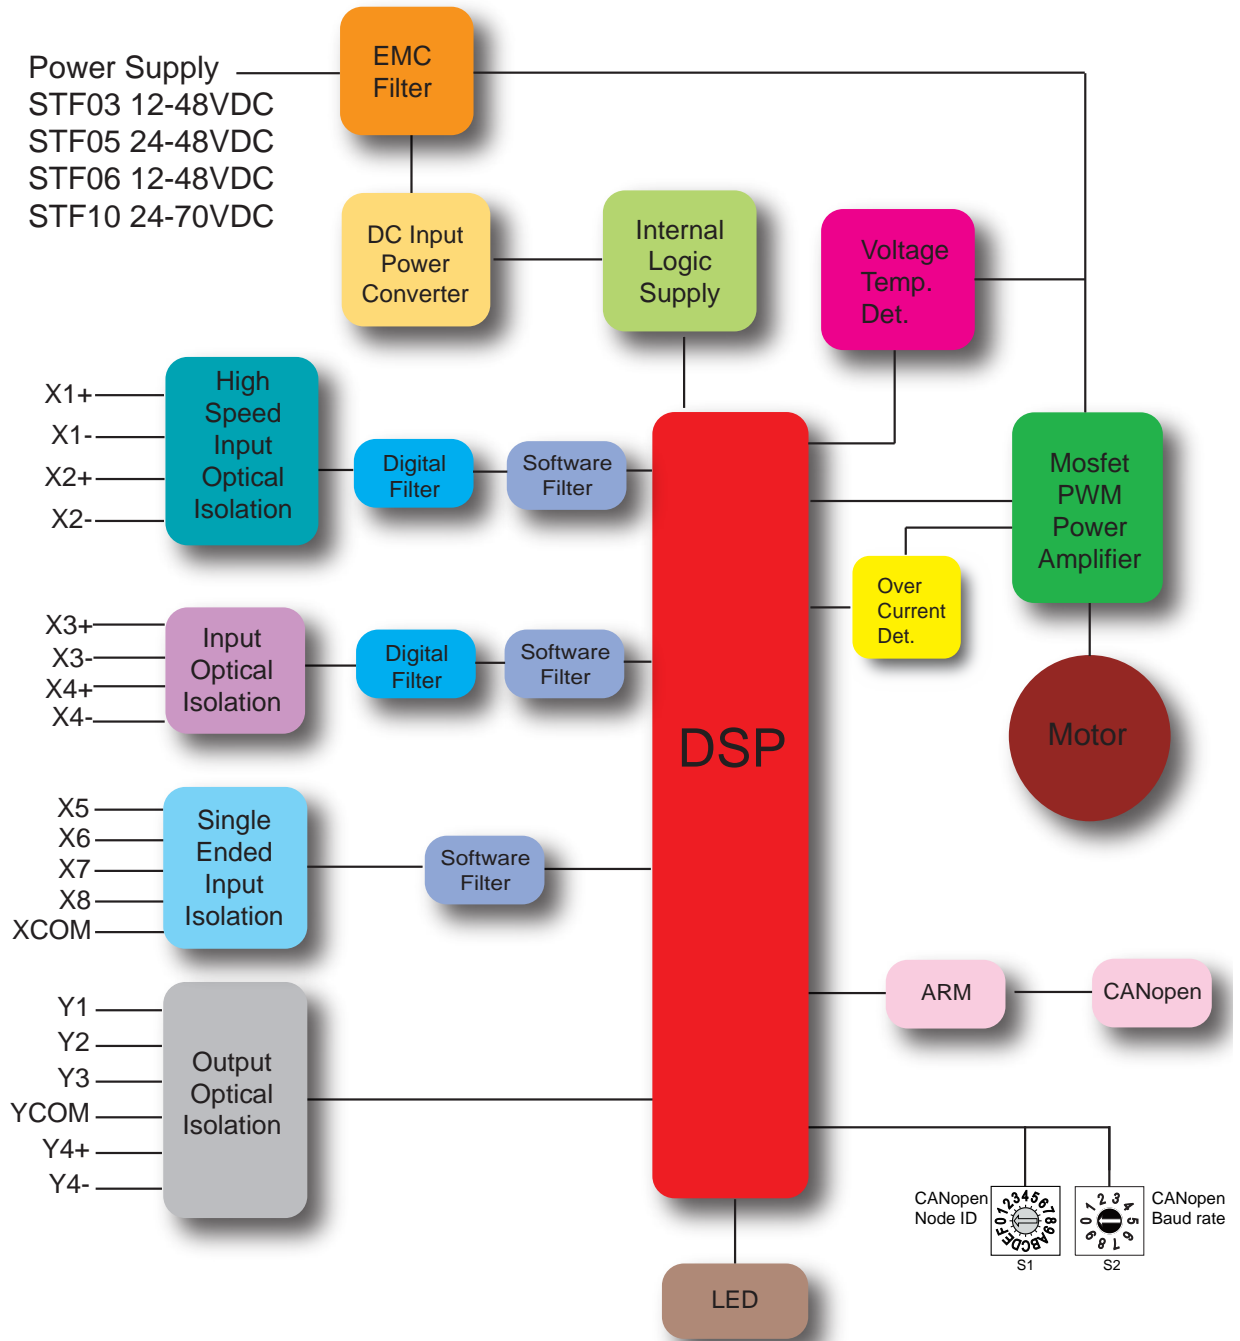 Power Supply
STF03 12-48VDC
STF05 24-48VDC
STF06 12-48VDC
STF10 24-70VDC
EMC
Filter
DC Input
Power
Converter
Internal
Logic
Supply
Voltage
Temp.
Det.
X1+
X1-
X2+
X2-
High
Speed
Input
Optical
Isolation
Digital
Filter
Software
Filter
Mosfet
PWM
Power
Amplifier
Over
Current
Det.
X3+
X3-
X4+
X4-
Input
Optical
Isolation
Digital
Filter
Software
Filter
DSP
Motor
X5
X6
X7
X8
XCOM
Single
Ended
Input
Isolation
Software
Filter
ARM
CANopen
Y1
Y2
Y3
YCOM
Y4+
Y4-
Output
Optical
Isolation
CANopen
Node ID
0123456789ABCDEF
S1
0123456789
S2
CANopen
Baud rate
LED